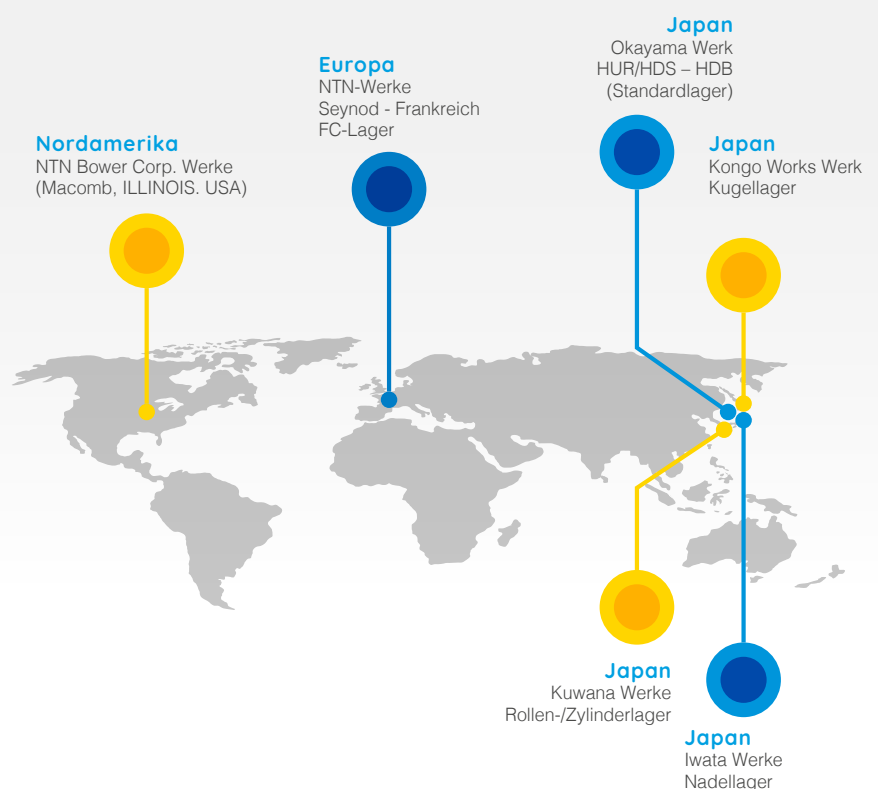 Japan
Okayama Werk
HUR/HDS – HDB
(Standardlager)
Europa
NTN-Werke
Seynod - Frankreich
FC-Lager
Nordamerika
NTN Bower Corp. Werke
(Macomb, ILLINOIS. USA)
Japan
Kongo Works Werk
Kugellager
Japan
Kuwana Werke
Rollen-/Zylinderlager
Japan
Iwata Werke
Nadellager